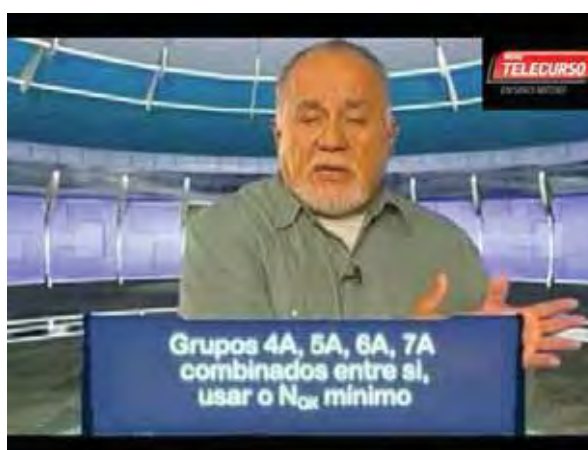 TELECURSO
Grupos 4A, 5A, 6A, 7A
combinados entre si,
usar o Nox mínimo